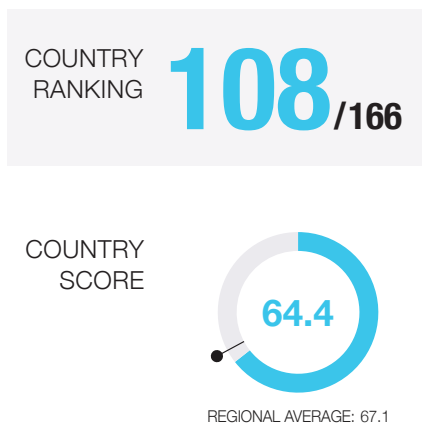 COUNTRY
RANKING
108/166
COUNTRY
SCORE
64.4
REGIONAL AVERAGE: 67.1